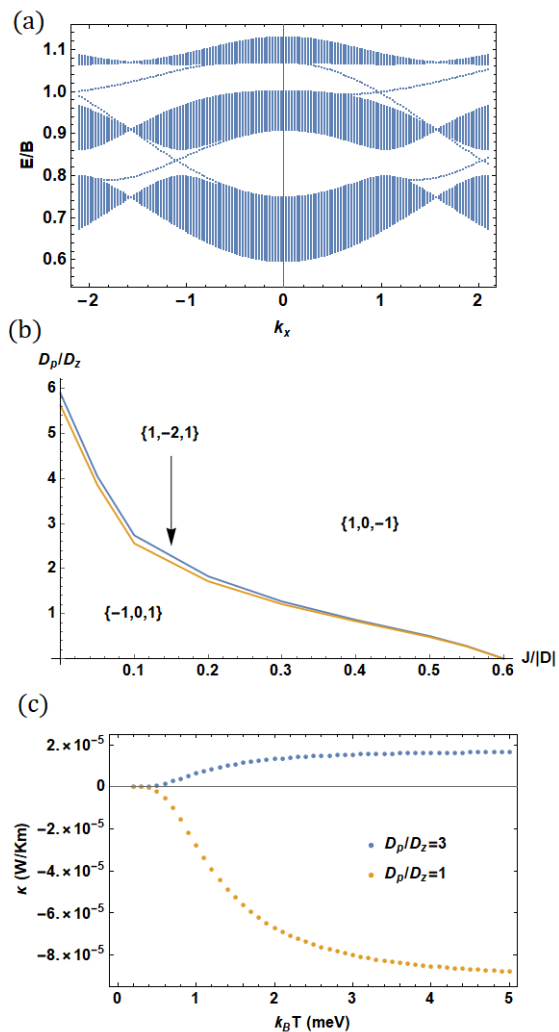 (a)
1.1
1.0
0.9
0.8
0.7
0.6
E/B
−2 −1 0 1 2
kₓ
(b)
D_p/D_z
6
5
4
3
2
1
{1,−2,1}
{1,0,−1}
{−1,0,1}
0.1 0.2 0.3 0.4 0.5 0.6
J/|D|
(c)
2.×10⁻⁵
0
−2.×10⁻⁵
−4.×10⁻⁵
−6.×10⁻⁵
−8.×10⁻⁵
κ (W/Km)
D_p/D_z=3
D_p/D_z=1
0 1 2 3 4 5
k_B T (meV)